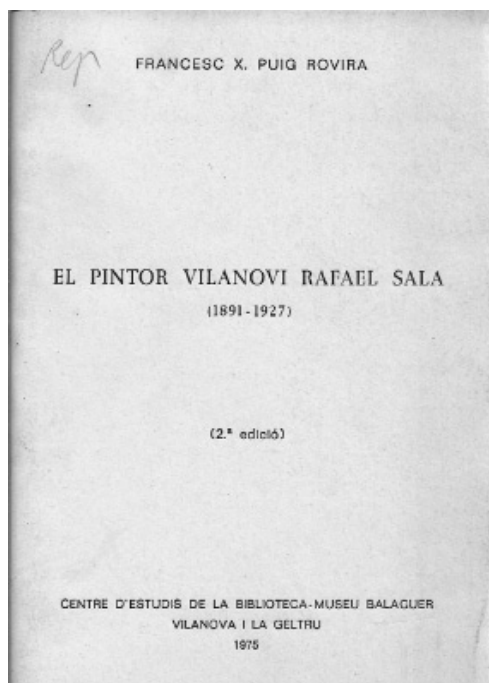 Rep
FRANCESC X. PUIG ROVIRA
EL PINTOR VILANOVI RAFAEL SALA
(1891-1927)
(2.ª edició)
CENTRE D'ESTUDIS DE LA BIBLIOTECA-MUSEU BALAGUER
VILANOVA I LA GELTRU
1975